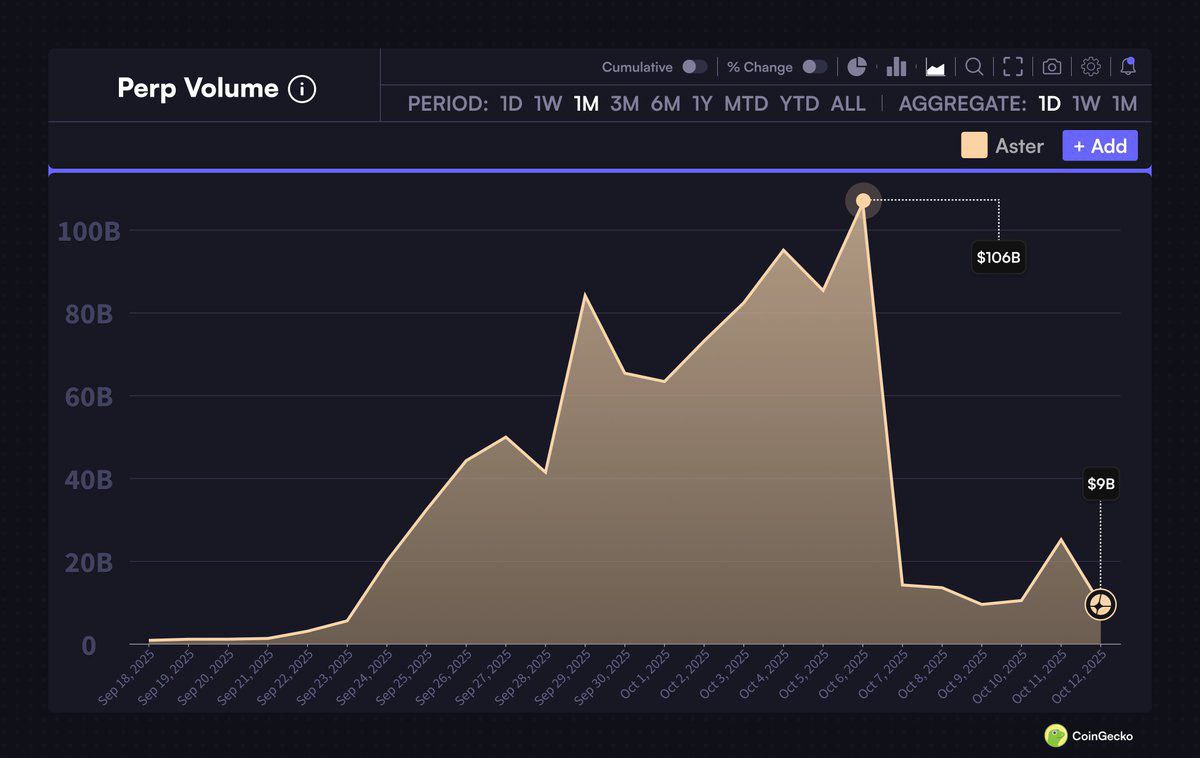 Cumulative % Change
Perp Volume i
PERIOD: 1D 1W 1M 3M 6M 1Y MTD YTD ALL AGGREGATE: 1D 1W 1M
Aster + Add
100B
80B
60B
40B
20B
0
$106B
$9B
Sep 18, 2025
Sep 19, 2025
Sep 20, 2025
Sep 21, 2025
Sep 22, 2025
Sep 23, 2025
Sep 24, 2025
Sep 25, 2025
Sep 26, 2025
Sep 27, 2025
Sep 28, 2025
Sep 29, 2025
Sep 30, 2025
Oct 1, 2025
Oct 2, 2025
Oct 3, 2025
Oct 4, 2025
Oct 5, 2025
Oct 6, 2025
Oct 7, 2025
Oct 8, 2025
Oct 9, 2025
Oct 10, 2025
Oct 11, 2025
Oct 12, 2025
CoinGecko